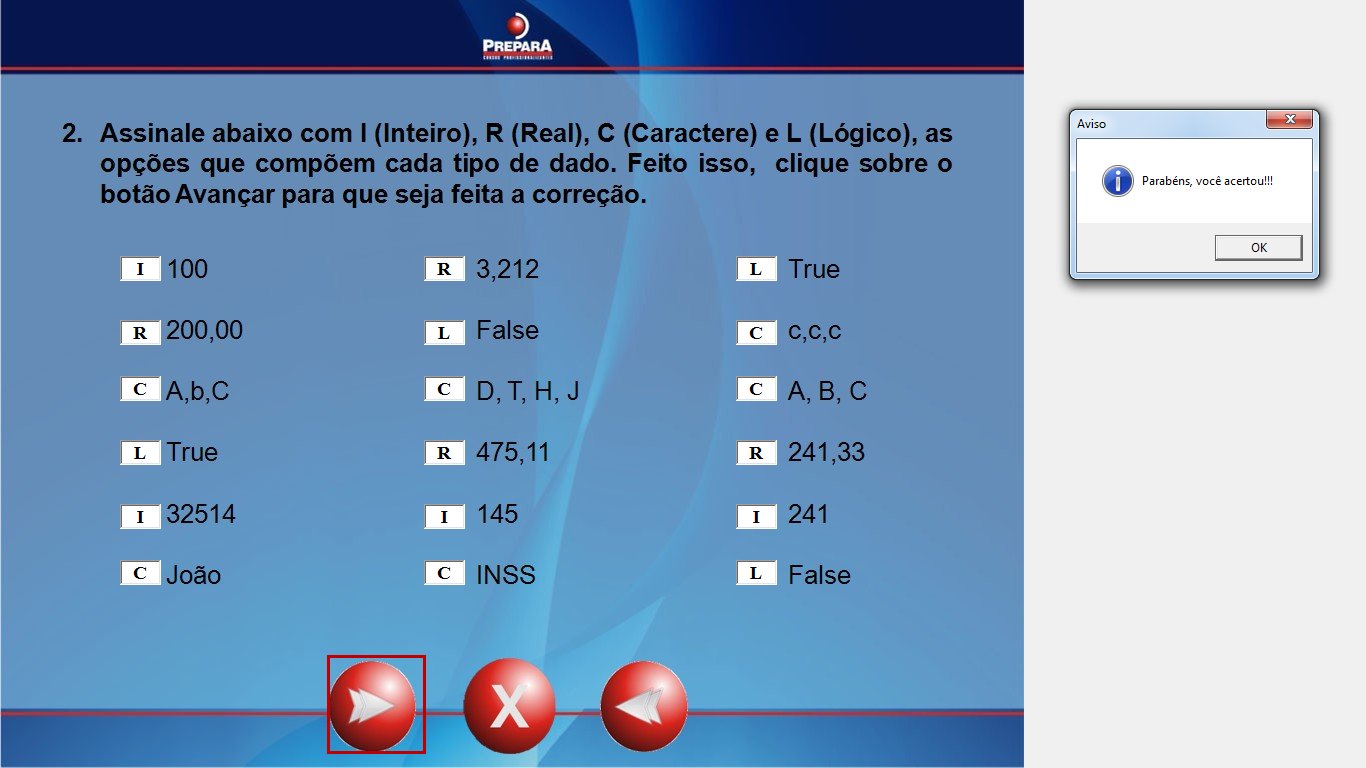 PREPARA
CURSOS PROFISSIONALIZANTES
2. Assinale abaixo com I (Inteiro), R (Real), C (Caractere) e L (Lógico), as
opções que compõem cada tipo de dado. Feito isso, clique sobre o
botão Avançar para que seja feita a correção.
I 100 R 3,212 L True
R 200,00 L False C c,c,c
C A,b,C C D, T, H, J C A, B, C
L True R 475,11 R 241,33
I 32514 I 145 I 241
C João C INSS L False
X
Aviso
Parabéns, você acertou!!!
OK